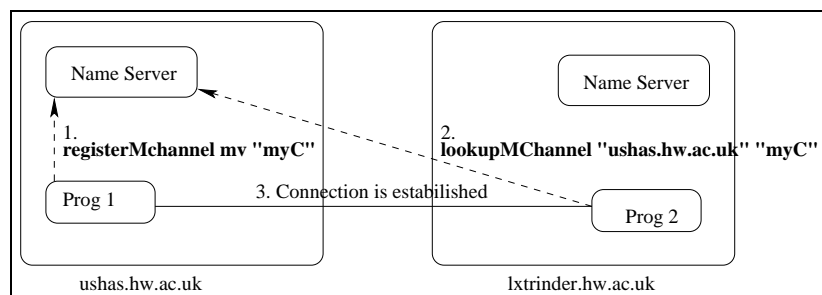 Name Server
Name Server
1.
registerMchannel mv "myC"
2.
lookupMChannel "ushas.hw.ac.uk" "myC"
3. Connection is estabilished
Prog 1
Prog 2
ushas.hw.ac.uk
lxtrinder.hw.ac.uk